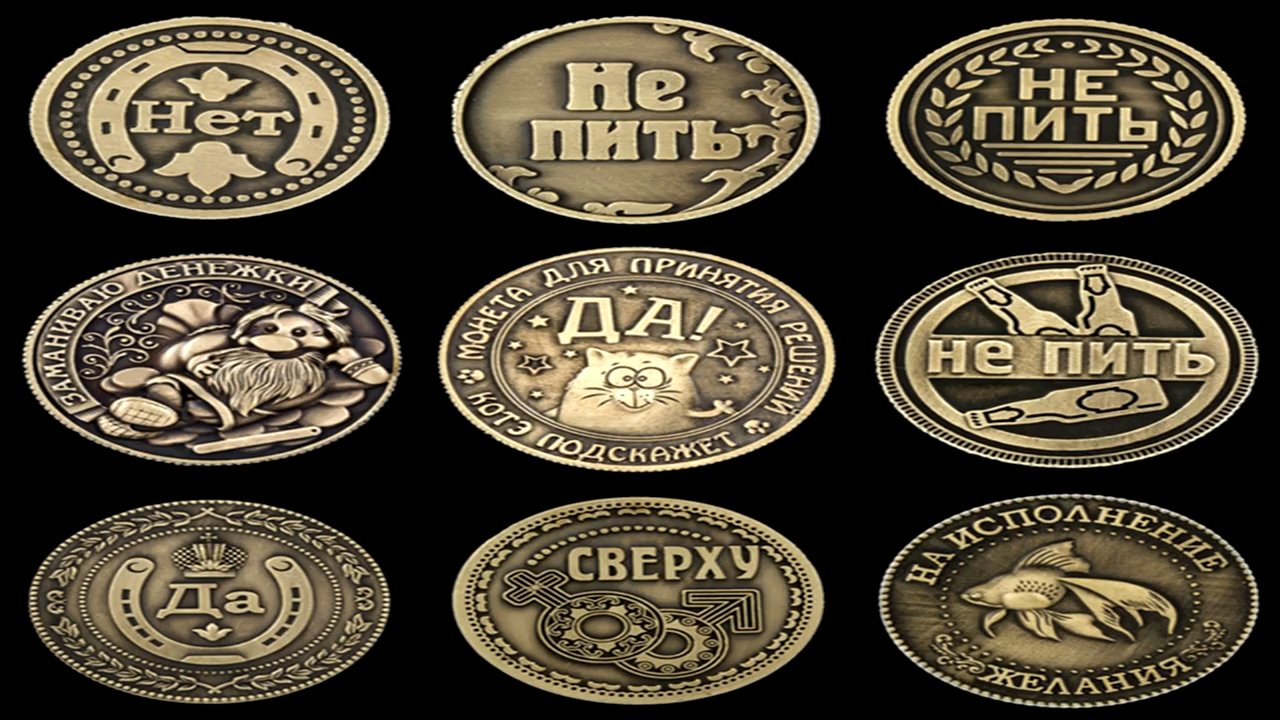 Нет
Не
пить
НЕ
ПИТЬ
ЗАМАНИВАЮ ДЕНЕЖКИ
МОНЕТА ДЛЯ ПРИНЯТИЯ РЕШЕНИЙ
ДА!
КОТЭ ПОДСКАЖЕТ
не пить
Да
СВЕРХУ
НА ИСПОЛНЕНИЕ
ЖЕЛАНИЯ